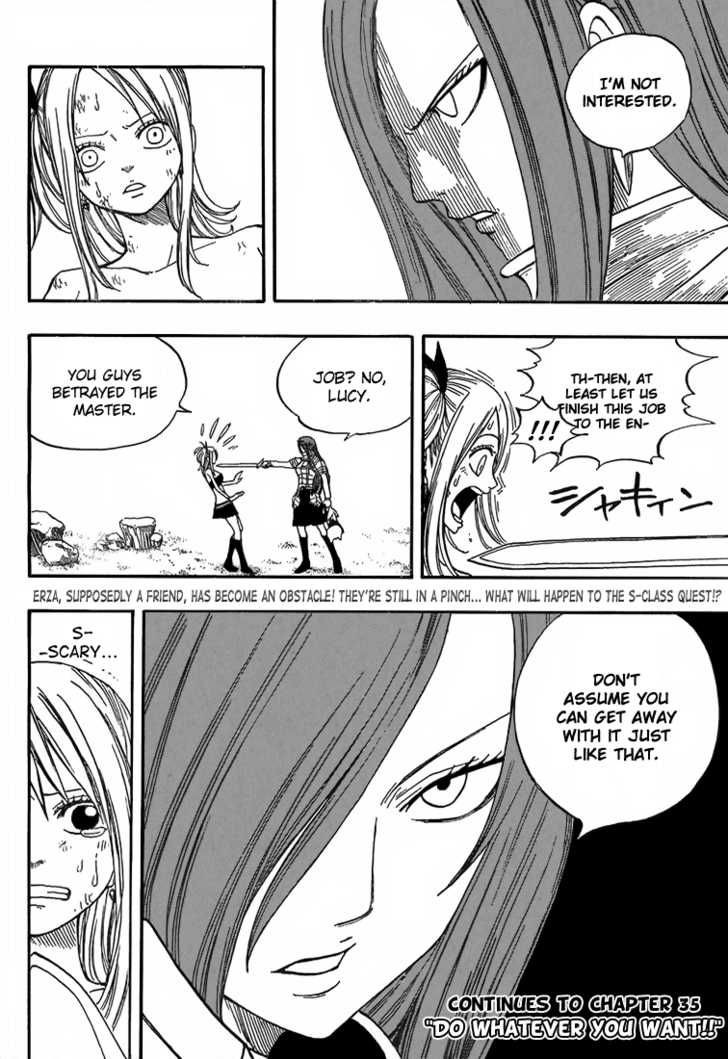 I'M NOT
INTERESTED.
TH-THEN, AT
LEAST LET US
FINISH THIS JOB
TO THE EN-
!!!
シャキィン
JOB? NO,
LUCY.
YOU GUYS
BETRAYED THE
MASTER.
ERZA, SUPPOSEDLY A FRIEND, HAS BECOME AN OBSTACLE! THEY'RE STILL IN A PINCH... WHAT WILL HAPPEN TO THE S-CLASS QUEST!?
DON'T
ASSUME YOU
CAN GET AWAY
WITH IT JUST
LIKE THAT.
S-
-SCARY...
CONTINUES TO CHAPTER 35
"DO WHATEVER YOU WANT!!"